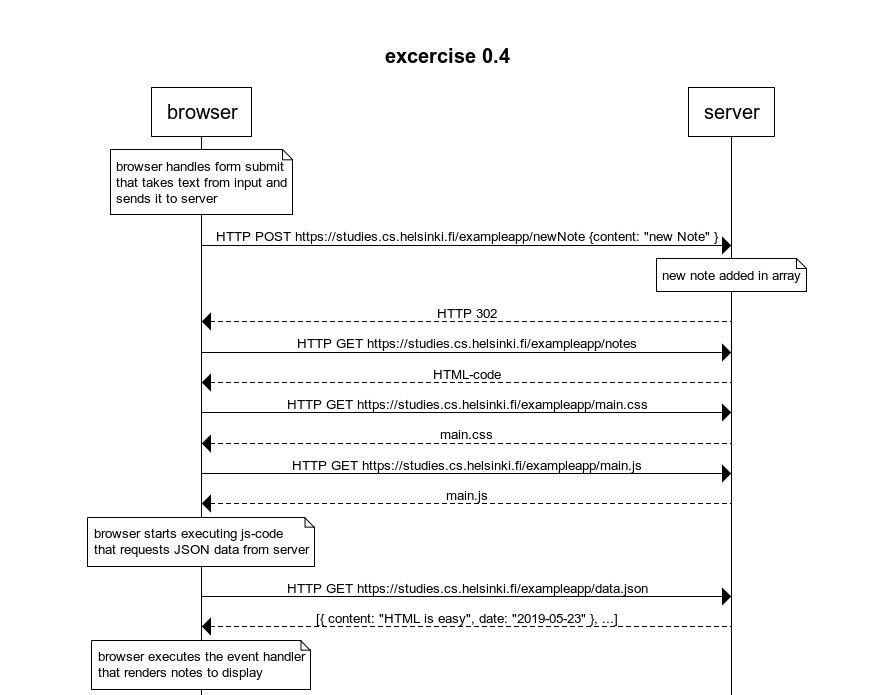 excercise 0.4
browser
server
browser handles form submit
that takes text from input and
sends it to server
HTTP POST https://studies.cs.helsinki.fi/exampleapp/newNote {content: "new Note" }
new note added in array
HTTP 302
HTTP GET https://studies.cs.helsinki.fi/exampleapp/notes
HTML-code
HTTP GET https://studies.cs.helsinki.fi/exampleapp/main.css
main.css
HTTP GET https://studies.cs.helsinki.fi/exampleapp/main.js
main.js
browser starts executing js-code
that requests JSON data from server
HTTP GET https://studies.cs.helsinki.fi/exampleapp/data.json
[{ content: "HTML is easy", date: "2019-05-23" }, ...]
browser executes the event handler
that renders notes to display